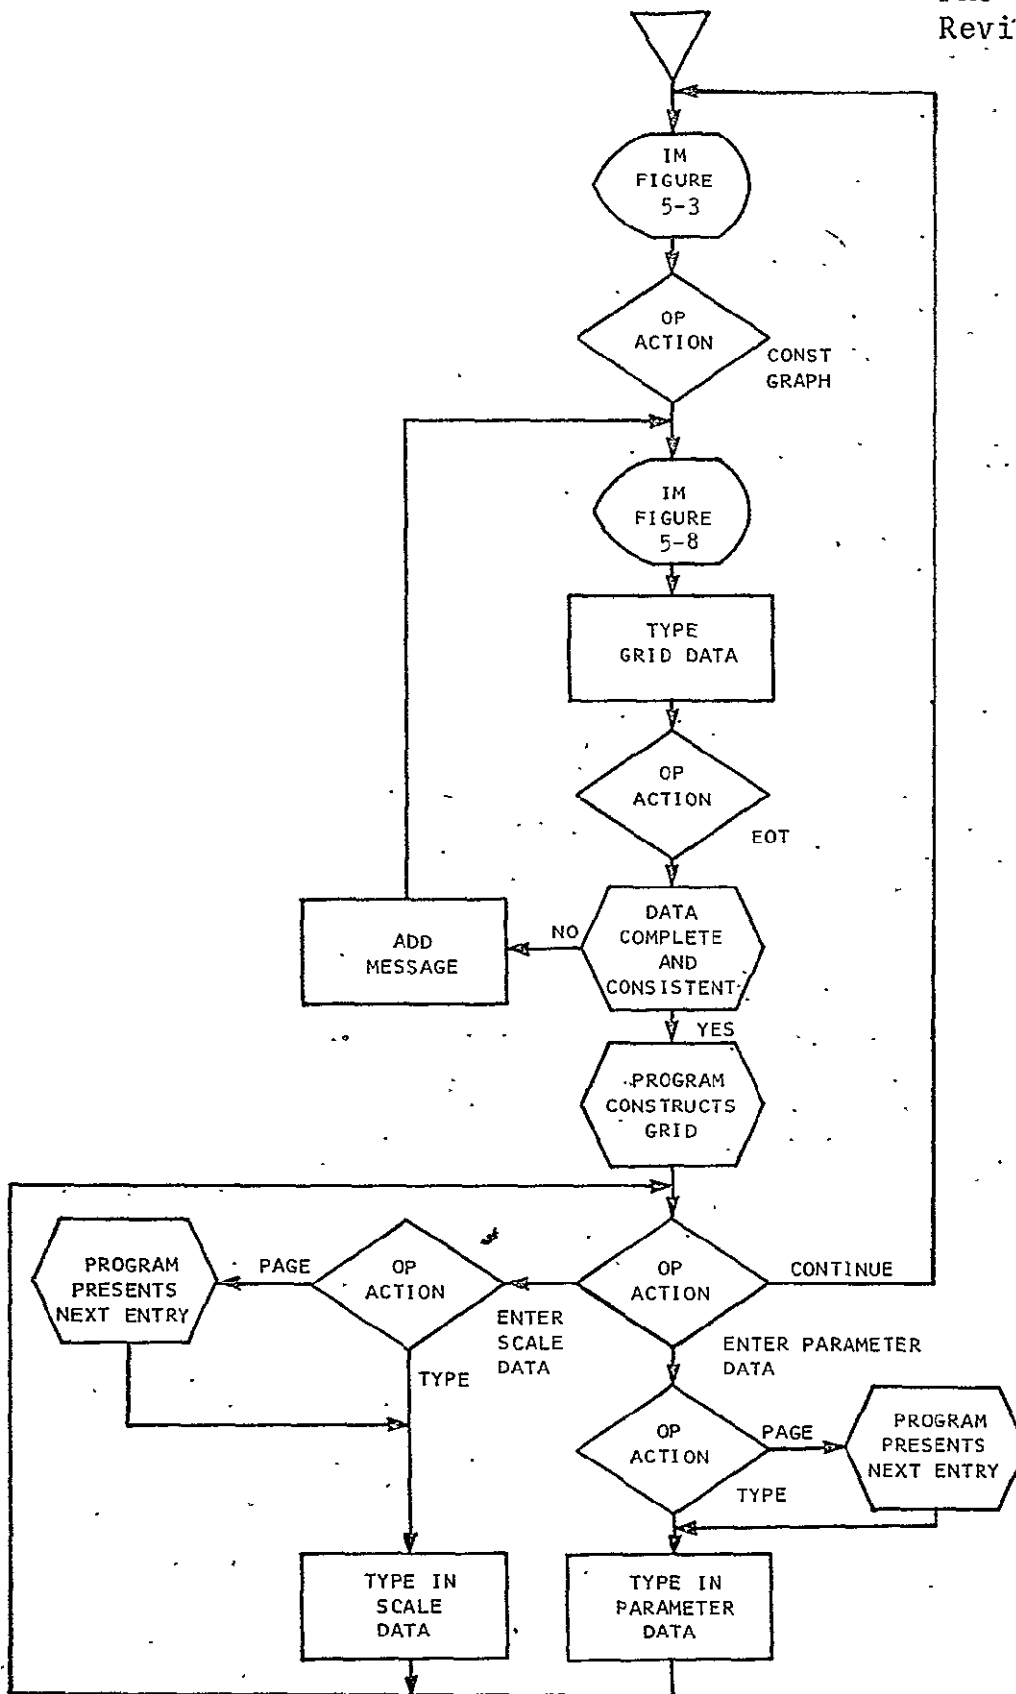 Revi
IM
FIGURE
5-3
OP
ACTION
CONST
GRAPH
IM
FIGURE
5-8
TYPE
GRID DATA
OP
ACTION
EOT
DATA
COMPLETE
AND
CONSISTENT
NO
ADD
MESSAGE
YES
PROGRAM
CONSTRUCTS
GRID
OP
ACTION
CONTINUE
ENTER
SCALE
DATA
OP
ACTION
PAGE
PROGRAM
PRESENTS
NEXT ENTRY
TYPE
ENTER PARAMETER
DATA
OP
ACTION
PAGE
PROGRAM
PRESENTS
NEXT ENTRY
TYPE
TYPE IN
SCALE
DATA
TYPE IN
PARAMETER
DATA